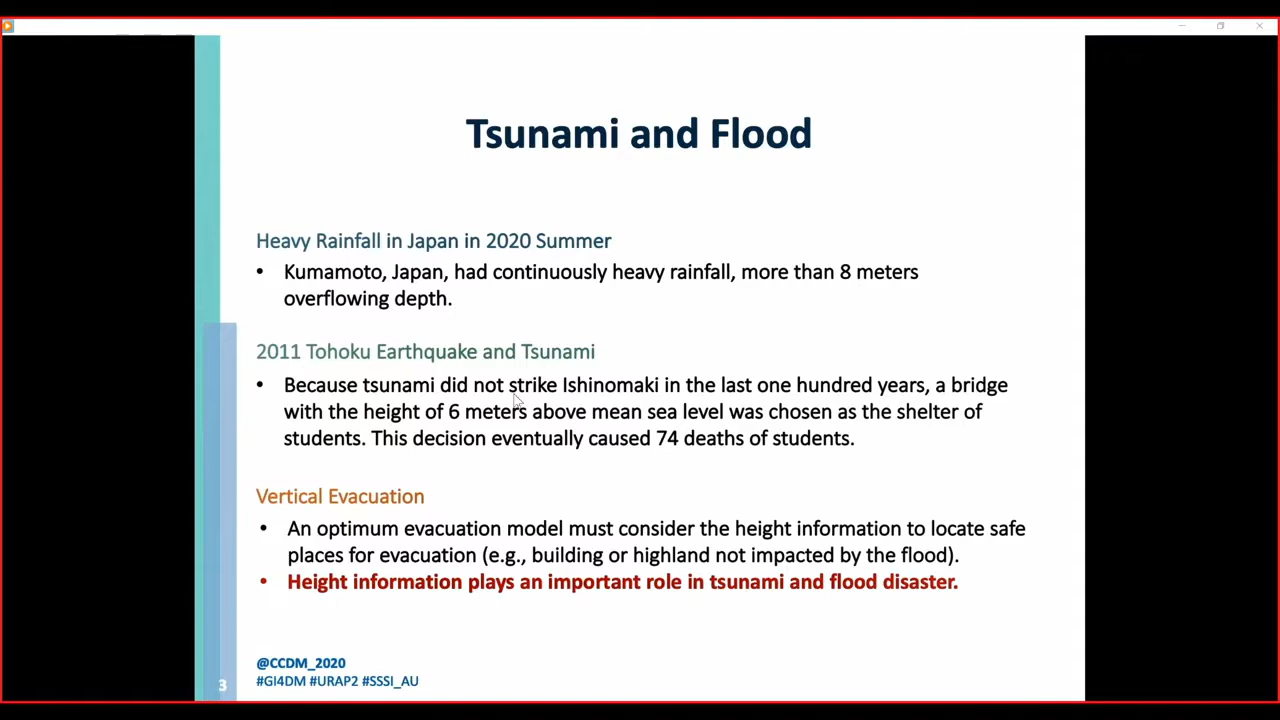 Tsunami and Flood
Heavy Rainfall in Japan in 2020 Summer
• Kumamoto, Japan, had continuously heavy rainfall, more than 8 meters
overflowing depth.
2011 Tohoku Earthquake and Tsunami
• Because tsunami did not strike Ishinomaki in the last one hundred years, a bridge
with the height of 6 meters above mean sea level was chosen as the shelter of
students. This decision eventually caused 74 deaths of students.
Vertical Evacuation
• An optimum evacuation model must consider the height information to locate safe
places for evacuation (e.g., building or highland not impacted by the flood).
• Height information plays an important role in tsunami and flood disaster.
@CCDM_2020
#GI4DM #URAP2 #SSSI_AU
3